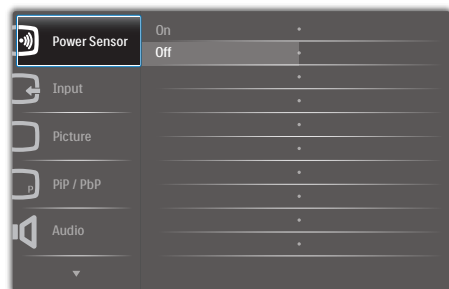 Power Sensor
On
Off
Input
Picture
P
PiP / PbP
Audio